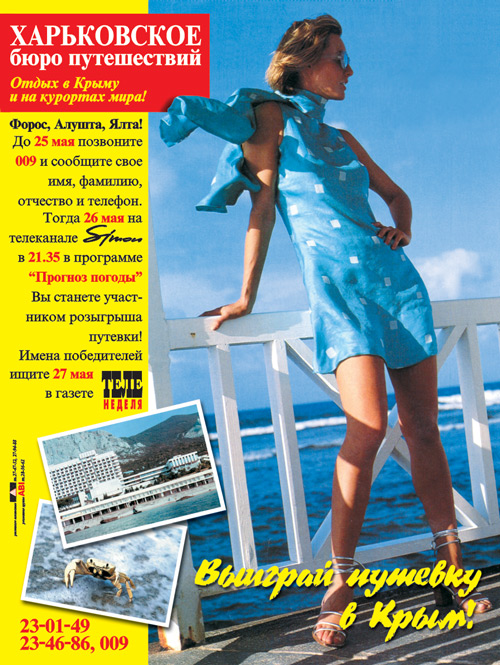 ХАРЬКОВСКОЕ
бюро путешествий
Отдых в Крыму
и на курортах мира!
Форос, Алушта, Ялта!
До 25 мая позвоните
009 и сообщите свое
имя, фамилию,
отчество и телефон.
Тогда 26 мая на
телеканале Simon
в 21.35 в программе
“Прогноз погоды”
Вы станете участ-
ником розыгрыша
путевки!
Имена победителей
ищите 27 мая
в газете ТЕЛЕ
НЕДЕЛЯ
Выиграй путевку
в Крым!
23-01-49
23-46-86, 009